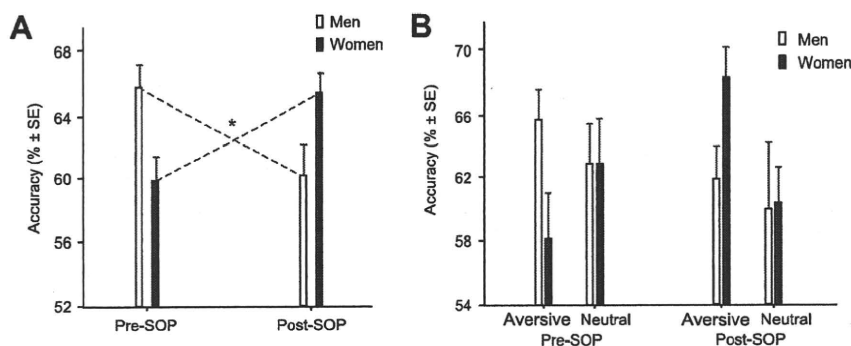 A
Men
Women
Accuracy (% ± SE)
68
64
60
56
52
*
Pre-SOP
Post-SOP
B
Men
Women
Accuracy (% ± SE)
70
66
62
58
54
Aversive Neutral Aversive Neutral
Pre-SOP Post-SOP